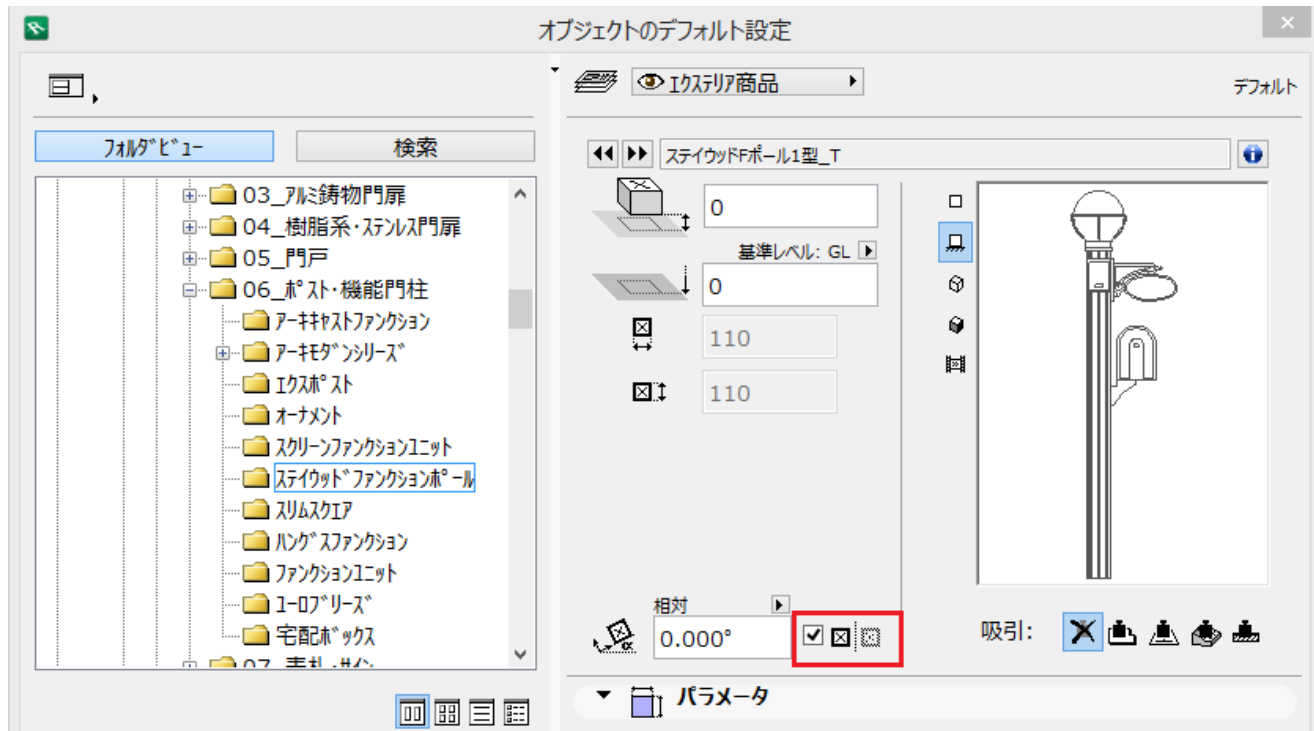 オブジェクトのデフォルト設定
ｴｸｽﾃﾘｱ商品
デフォルト
ﾌｫﾙﾀﾞﾋﾞｭｰ
検索
ステイウッドFポール1型_T
03_ｱﾙﾐ鋳物門扉
04_樹脂系･ｽﾃﾝﾚｽ門扉
05_門戸
06_ﾎﾟｽﾄ･機能門柱
ｱｰｷｷｬｽﾄﾌｧﾝｸｼｮﾝ
ｱｰｷﾓﾀﾞﾝｼﾘｰｽﾞ
ｴｸｽﾎﾟｽﾄ
ｵｰﾅﾒﾝﾄ
ｽｸﾘｰﾝﾌｧﾝｸｼｮﾝﾕﾆｯﾄ
ｽﾃｲｳｯﾄﾞﾌｧﾝｸｼｮﾝﾎﾟｰﾙ
ｽﾘﾑｽｸｴｱ
ﾊﾝｸﾞｽﾌｧﾝｸｼｮﾝ
ﾌｧﾝｸｼｮﾝﾕﾆｯﾄ
ﾕｰﾛﾌﾞﾘｰｽﾞ
宅配ﾎﾞｯｸｽ
07_表札･ｻｲﾝ
0
基準ﾚﾍﾞﾙ: GL
0
110
110
相対
0.000°
吸引:
パラメータ